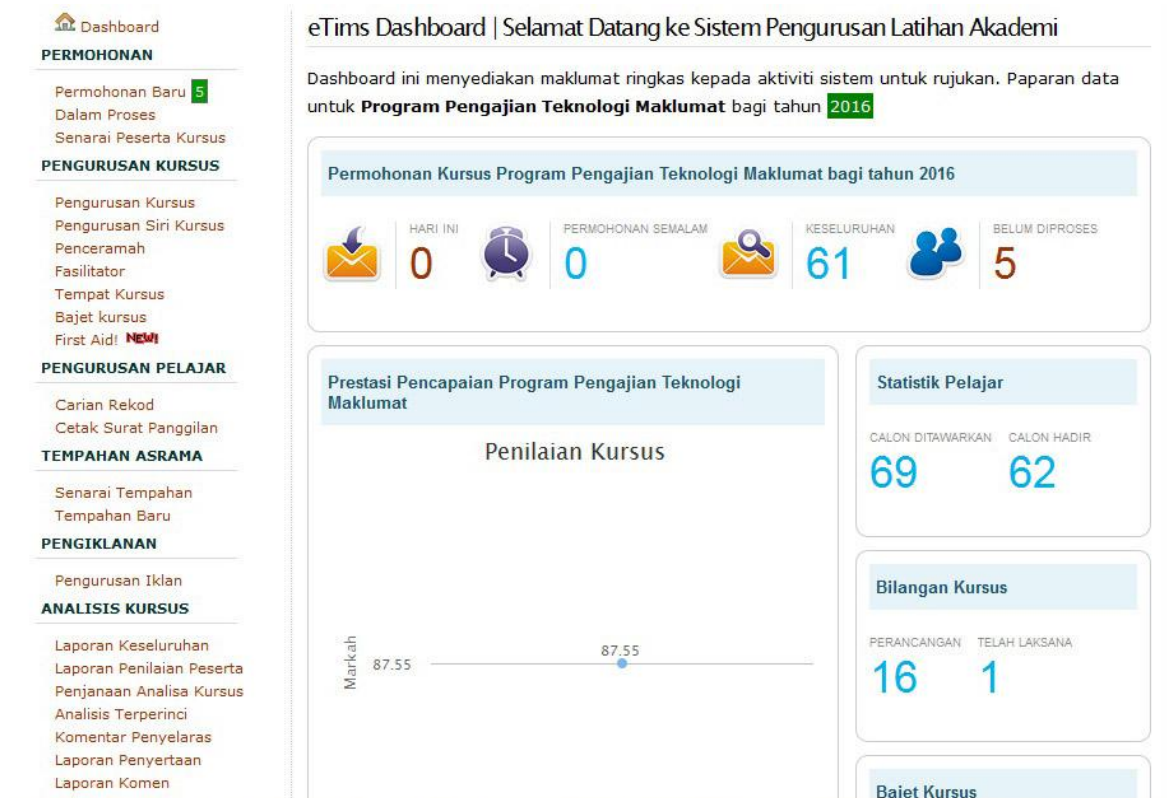 Dashboard
PERMOHONAN
Permohonan Baru 5
Dalam Proses
Senarai Peserta Kursus
PENGURUSAN KURSUS
Pengurusan Kursus
Pengurusan Siri Kursus
Penceramah
Fasilitator
Tempat Kursus
Bajet kursus
First Aid! NEW!
PENGURUSAN PELAJAR
Carian Rekod
Cetak Surat Panggilan
TEMPAHAN ASRAMA
Senarai Tempahan
Tempahan Baru
PENGIKLANAN
Pengurusan Iklan
ANALISIS KURSUS
Laporan Keseluruhan
Laporan Penilaian Peserta
Penjanaan Analisa Kursus
Analisis Terperinci
Komentar Penyelaras
Laporan Penyertaan
Laporan Komen
eTims Dashboard | Selamat Datang ke Sistem Pengurusan Latihan Akademi
Dashboard ini menyediakan maklumat ringkas kepada aktiviti sistem untuk rujukan. Paparan data
untuk Program Pengajian Teknologi Maklumat bagi tahun 2016
Permohonan Kursus Program Pengajian Teknologi Maklumat bagi tahun 2016
HARI INI
0
PERMOHONAN SEMALAM
0
KESELURUHAN
61
BELUM DIPROSES
5
Prestasi Pencapaian Program Pengajian Teknologi
Maklumat
Penilaian Kursus
Markah
87.55
87.55
Statistik Pelajar
CALON DITAWARKAN
69
CALON HADIR
62
Bilangan Kursus
PERANCANGAN
16
TELAH LAKSANA
1
Bajet Kursus